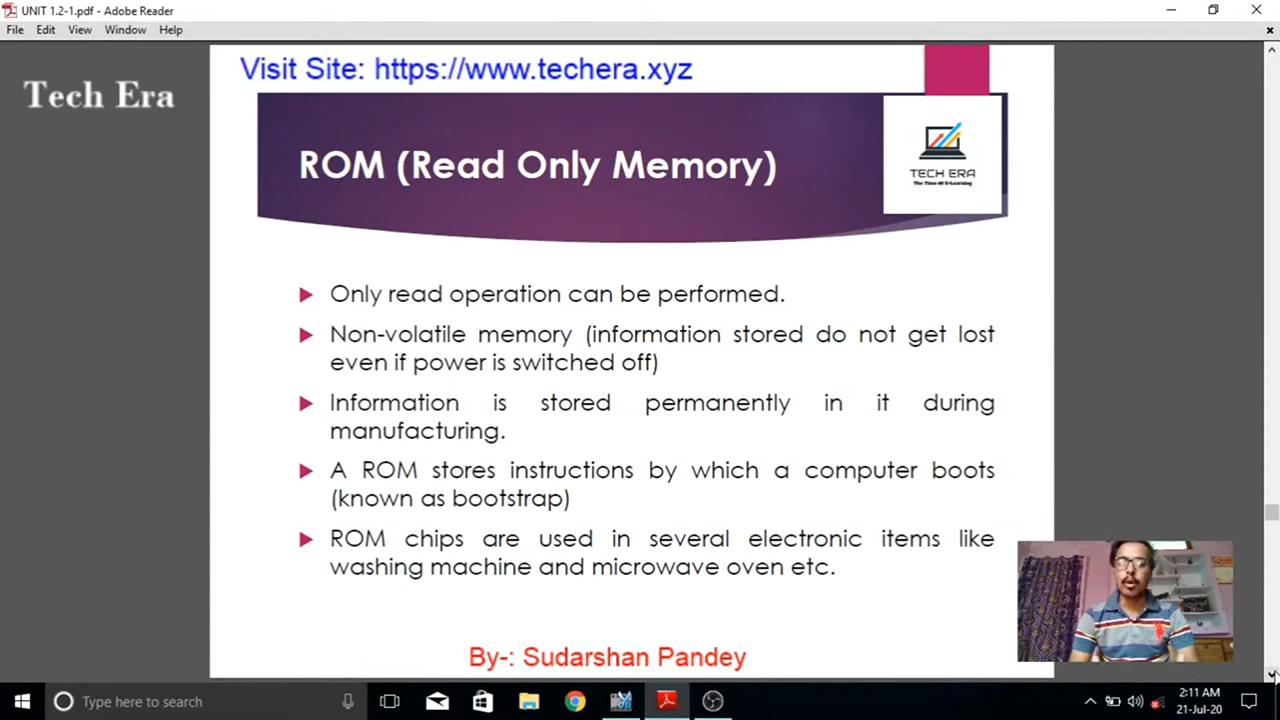 UNIT 1.2-1.pdf - Adobe Reader
File Edit View Window Help
Visit Site: https://www.techera.xyz
Tech Era
ROM (Read Only Memory)
TECH ERA
The Time Of E-Learning
Only read operation can be performed.
Non-volatile memory (information stored do not get lost
even if power is switched off)
Information is stored permanently in it during
manufacturing.
A ROM stores instructions by which a computer boots
(known as bootstrap)
ROM chips are used in several electronic items like
washing machine and microwave oven etc.
By-: Sudarshan Pandey
Type here to search
2:11 AM
21-Jul-20